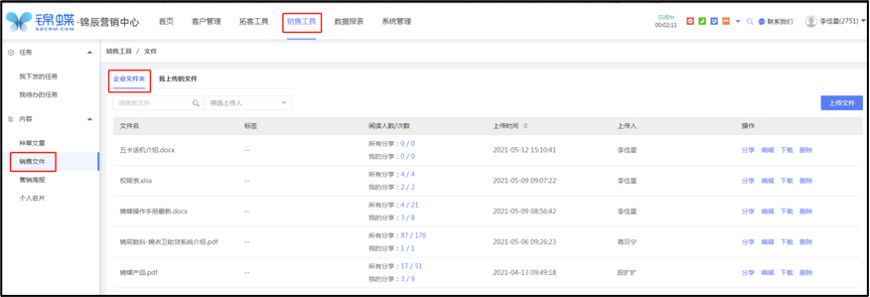 锦蝶 SZCRM.COM ·锦辰营销中心 首页 客户管理 拓客工具 销售工具 数据报表 系统管理 示闲中 00:02:11 联系我们 李佳星(2751)
任务
我下发的任务
我待办的任务
内容
种草文章
销售文件
营销海报
个人名片
销售工具 / 文件
企业文件夹 我上传的文件
请搜索文件 筛选上传人 上传文件
文件名 标签 阅读人数/次数 上传时间 上传人 操作
五卡话机介绍.docx -- 所有分享：0 / 0 我的分享：0 / 0 2021-05-12 15:10:41 李佳星 分享 编辑 下载 删除
权限表.xlsx -- 所有分享：4 / 4 我的分享：2 / 2 2021-05-09 09:07:22 李佳星 分享 编辑 下载 删除
锦蝶操作手册最新.docx -- 所有分享：4 / 21 我的分享：3 / 8 2021-05-09 08:56:42 李佳星 分享 编辑 下载 删除
锦辰数科-锦衣卫助贷系统介绍.pdf -- 所有分享：87 / 176 我的分享：1 / 1 2021-05-06 09:26:23 蒋贝宁 分享 编辑 下载 删除
锦蝶产品.pdf -- 所有分享：17 / 51 我的分享：3 / 9 2021-04-13 09:49:18 段扩扩 分享 编辑 下载 删除